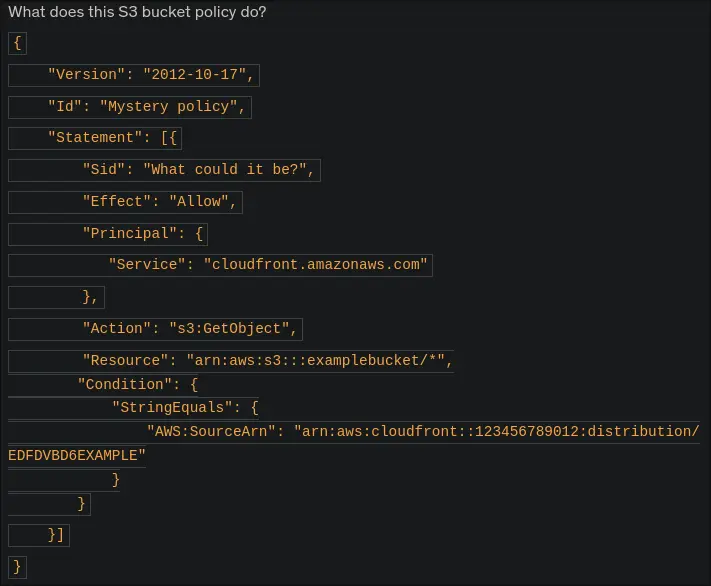 What does this S3 bucket policy do?
{
"Version": "2012-10-17",
"Id": "Mystery policy",
"Statement": [{
"Sid": "What could it be?",
"Effect": "Allow",
"Principal": {
"Service": "cloudfront.amazonaws.com"
},
"Action": "s3:GetObject",
"Resource": "arn:aws:s3:::examplebucket/*",
"Condition": {
"StringEquals": {
"AWS:SourceArn": "arn:aws:cloudfront::123456789012:distribution/
EDFDVBD6EXAMPLE"
}
}
}]
}